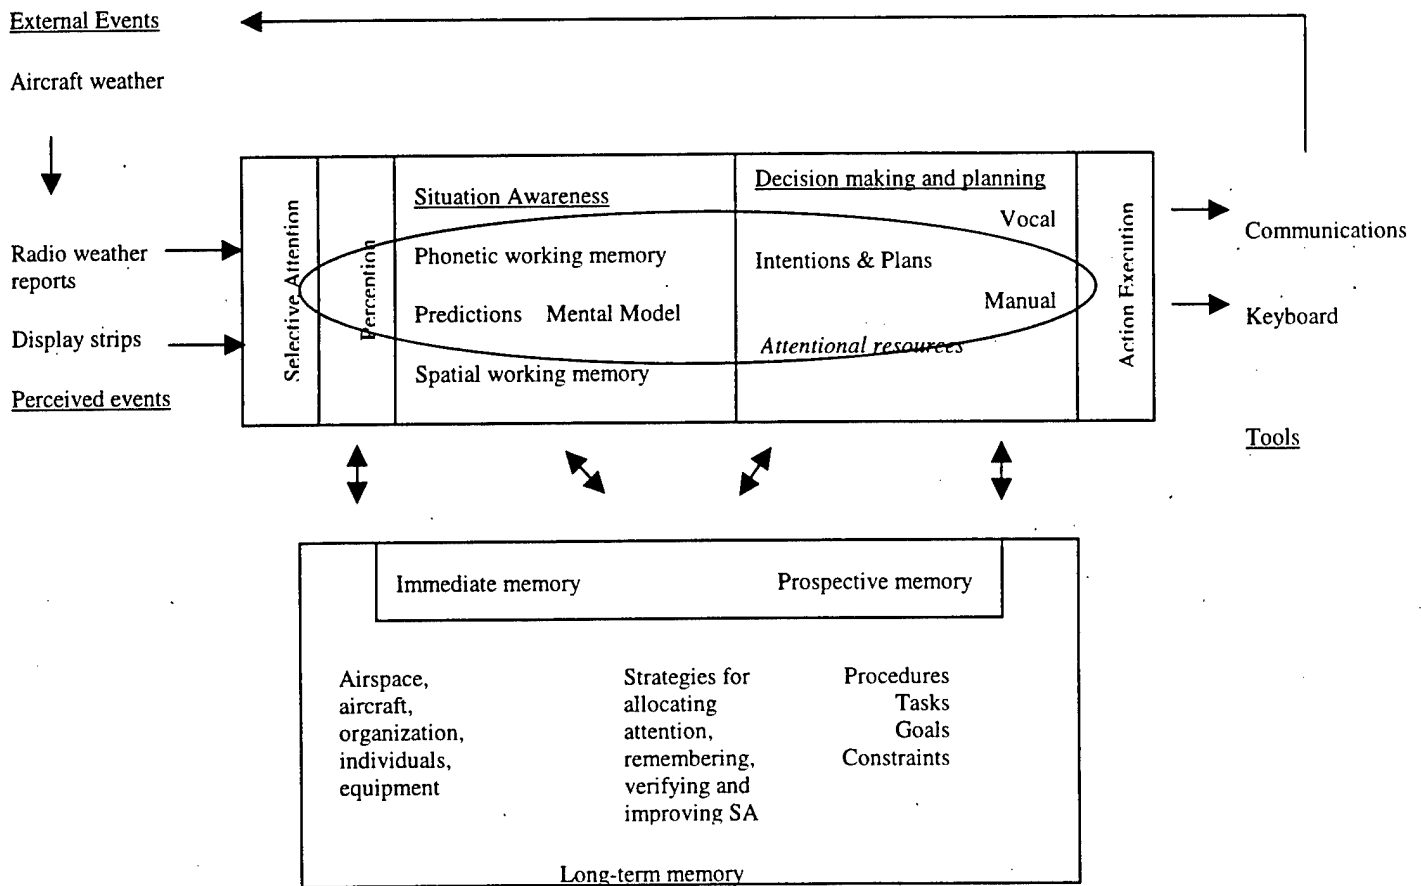 External Events
Aircraft weather
Radio weather
reports
Display strips
Perceived events
Selective Attention
Perception
Situation Awareness
Phonetic working memory
Predictions Mental Model
Spatial working memory
Decision making and planning
Vocal
Intentions & Plans
Manual
Attentional resources
Action Execution
Communications
Keyboard
Tools
Immediate memory
Prospective memory
Airspace,
aircraft,
organization,
individuals,
equipment
Strategies for
allocating
attention,
remembering,
verifying and
improving SA
Procedures
Tasks
Goals
Constraints
Long-term memory